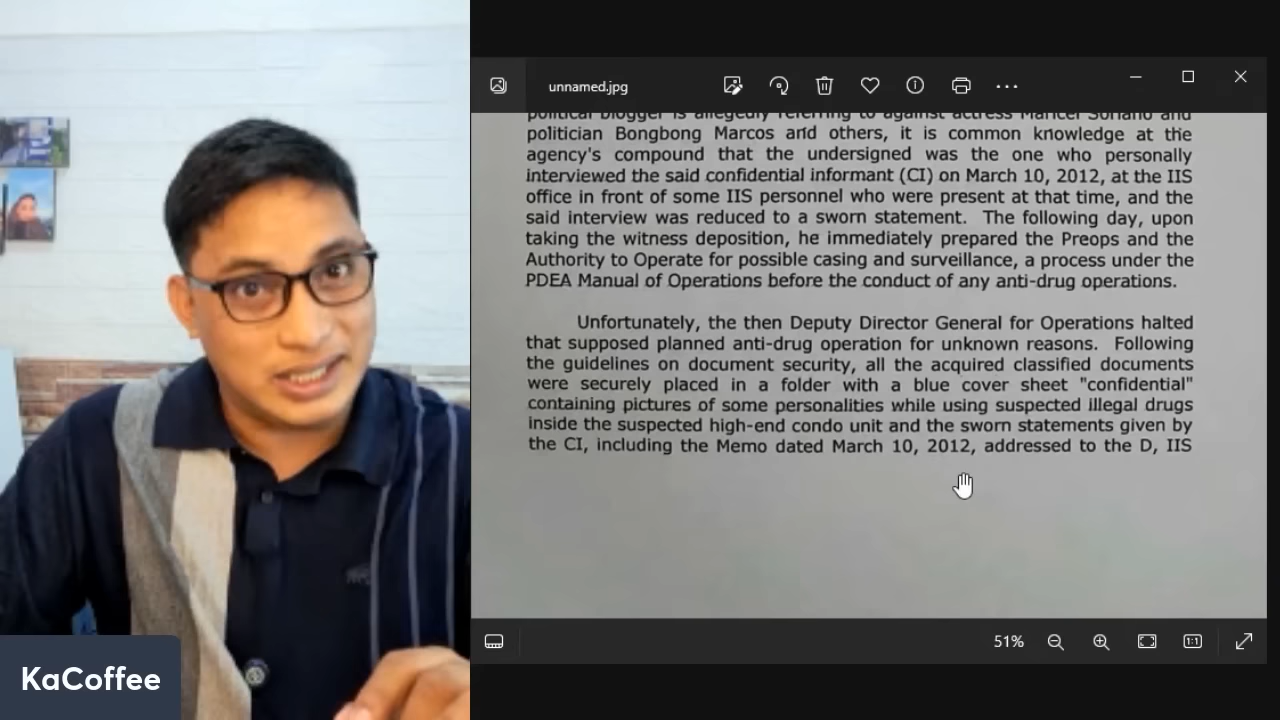 unnamed.jpg
political blogger is allegedly referring to against actress Maricel Soriano and
politician Bongbong Marcos and others, it is common knowledge at the
agency's compound that the undersigned was the one who personally
interviewed the said confidential informant (CI) on March 10, 2012, at the IIS
office in front of some IIS personnel who were present at that time, and the
said interview was reduced to a sworn statement. The following day, upon
taking the witness deposition, he immediately prepared the Preops and the
Authority to Operate for possible casing and surveillance, a process under the
PDEA Manual of Operations before the conduct of any anti-drug operations.
Unfortunately, the then Deputy Director General for Operations halted
that supposed planned anti-drug operation for unknown reasons. Following
the guidelines on document security, all the acquired classified documents
were securely placed in a folder with a blue cover sheet "confidential"
containing pictures of some personalities while using suspected illegal drugs
inside the suspected high-end condo unit and the sworn statements given by
the CI, including the Memo dated March 10, 2012, addressed to the D, IIS
51%
1:1
KaCoffee